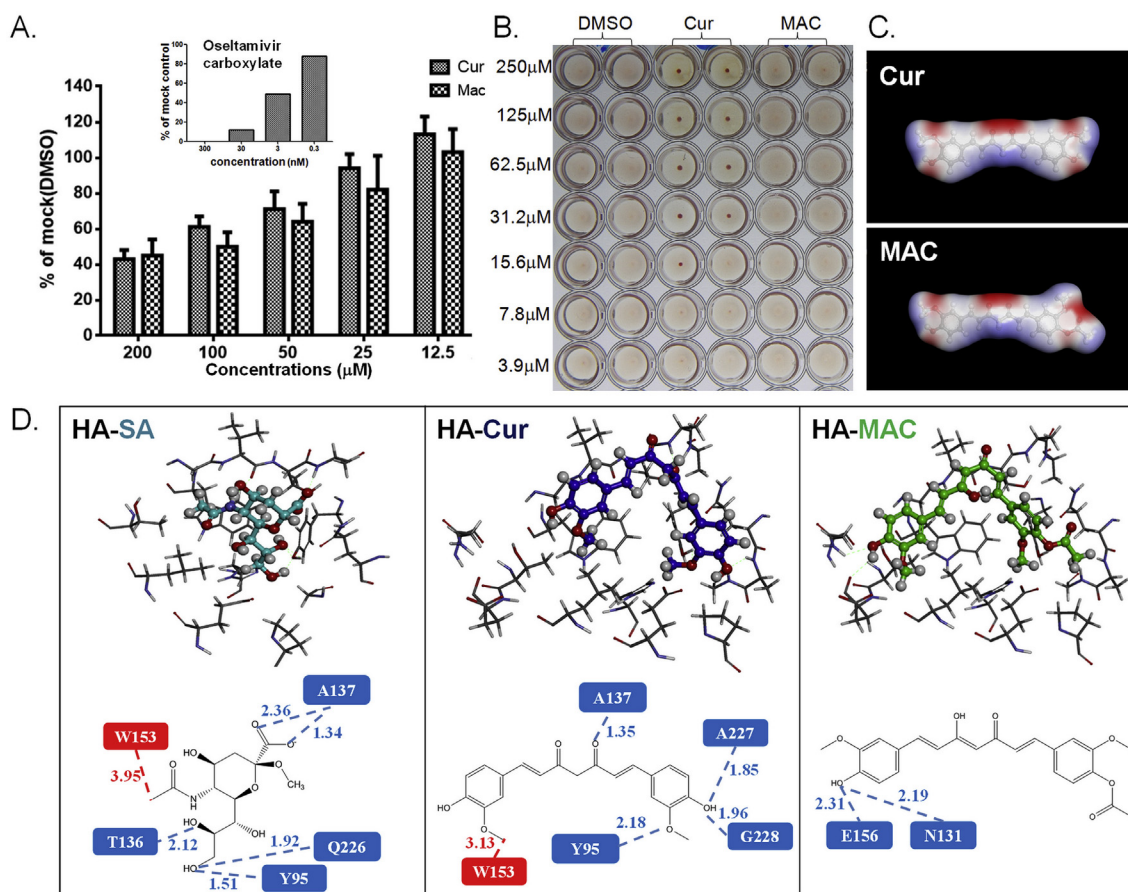 A.
Oseltamivir
carboxylate
% of mock control
100
80
60
40
20
0
300
30
3
0.3
concentration (nM)
Cur
Mac
% of mock(DMSO)
140
120
100
80
60
40
20
0
200
100
50
25
12.5
Concentrations (μM)
B.
DMSO
Cur
MAC
250μM
125μM
62.5μM
31.2μM
15.6μM
7.8μM
3.9μM
C.
Cur
MAC
D.
HA-SA
A137
2.36
1.34
W153
3.95
O
O
O⁻
HO
O
CH₃
O
HN
O
HO
OH
T136
2.12
1.92
Q226
HO
1.51
Y95
HA-Cur
A137
1.35
A227
O
O
1.85
HO
OH
O
O
1.96
3.13
2.18
Y95
G228
W153
HA-MAC
OH
O
O
O
HO
O
O
2.31
2.19
E156
N131